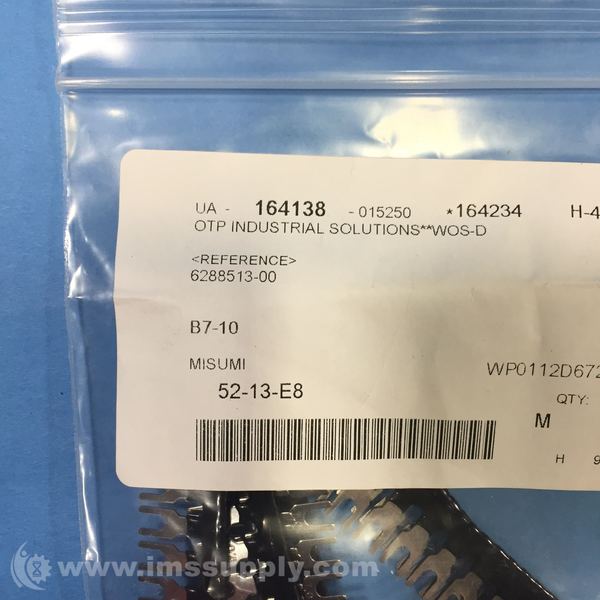 UA - 164138 - 015250 *164234 H-4
OTP INDUSTRIAL SOLUTIONS**WOS-D
<REFERENCE>
6288513-00
B7-10
MISUMI
WP0112D672
52-13-E8
QTY:
M
H 9
www.imssupply.com